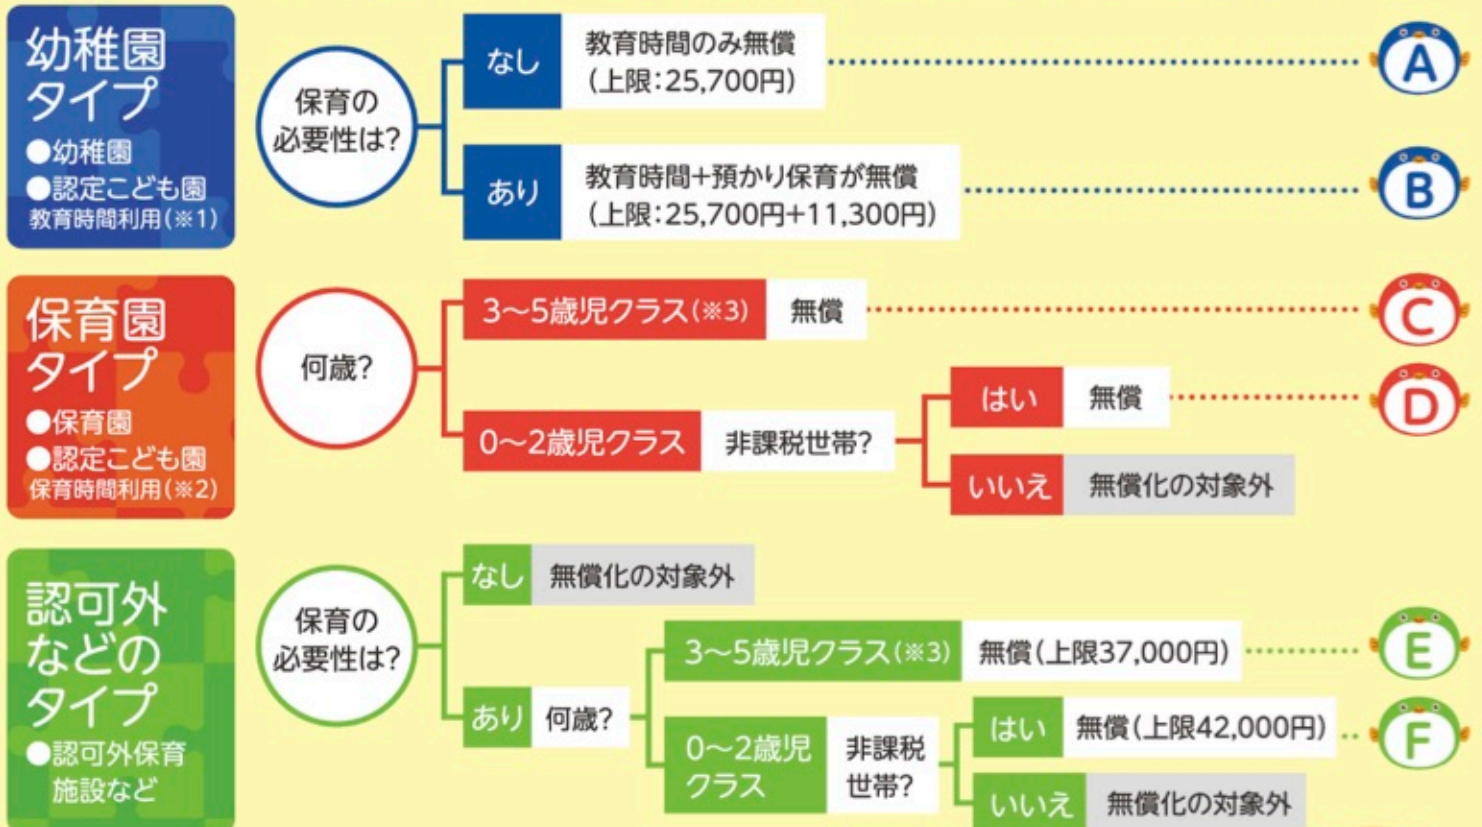 幼稚園
タイプ
●幼稚園
●認定こども園
教育時間利用(※1)
保育の
必要性は?
なし
教育時間のみ無償
(上限:25,700円)
A
あり
教育時間+預かり保育が無償
(上限:25,700円+11,300円)
B
保育園
タイプ
●保育園
●認定こども園
保育時間利用(※2)
何歳?
3〜5歳児クラス(※3)
無償
C
0〜2歳児クラス
非課税世帯?
はい
無償
D
いいえ
無償化の対象外
認可外
などの
タイプ
●認可外保育
施設など
保育の
必要性は?
なし
無償化の対象外
あり
何歳?
3〜5歳児クラス(※3)
無償(上限37,000円)
E
0〜2歳児
クラス
非課税
世帯?
はい
無償(上限42,000円)
F
いいえ
無償化の対象外